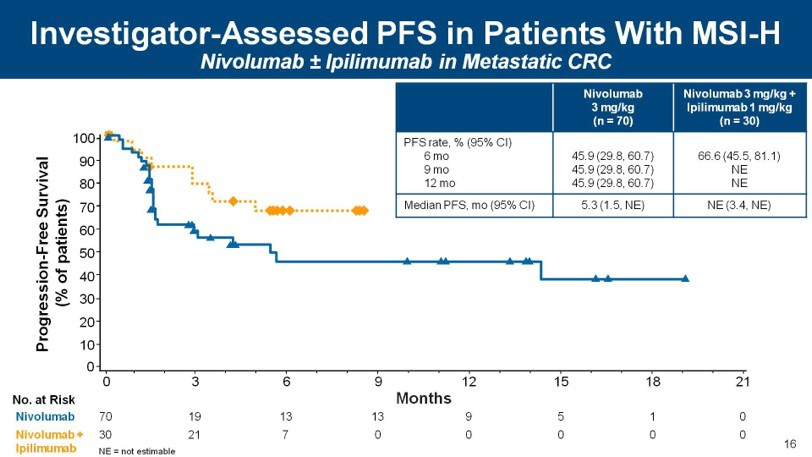 Investigator-Assessed PFS in Patients With MSI-H
Nivolumab ± Ipilimumab in Metastatic CRC
Nivolumab 3 mg/kg (n = 70)
Nivolumab 3 mg/kg + Ipilimumab 1 mg/kg (n = 30)
PFS rate, % (95% CI)
6 mo 45.9 (29.8, 60.7) 66.6 (45.5, 81.1)
9 mo 45.9 (29.8, 60.7) NE
12 mo 45.9 (29.8, 60.7) NE
Median PFS, mo (95% CI) 5.3 (1.5, NE) NE (3.4, NE)
Progression-Free Survival
(% of patients)
100
90
80
70
60
50
40
30
20
10
0
0 3 6 9 12 15 18 21
Months
No. at Risk
Nivolumab 70 19 13 13 9 5 1 0
Nivolumab + Ipilimumab 30 21 7 0 0 0 0 0
NE = not estimable
16